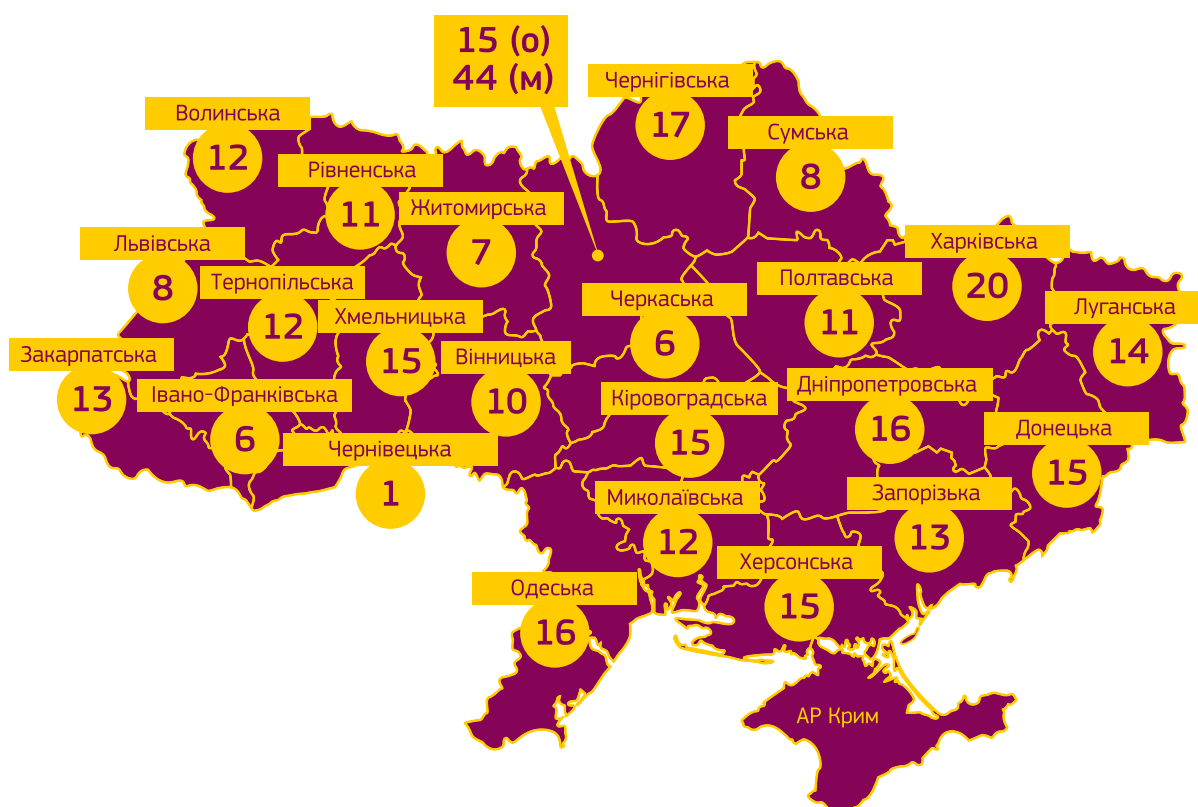 15 (о)
44 (м)
Чернігівська
17
Волинська
12
Сумська
8
Рівненська
11
Житомирська
7
Львівська
8
Харківська
20
Тернопільська
12
Полтавська
11
Черкаська
6
Луганська
14
Хмельницька
15
Закарпатська
13
Вінницька
10
Дніпропетровська
16
Івано-Франківська
6
Кіровоградська
15
Донецька
15
Чернівецька
1
Миколаївська
12
Запорізька
13
Херсонська
15
Одеська
16
АР Крим